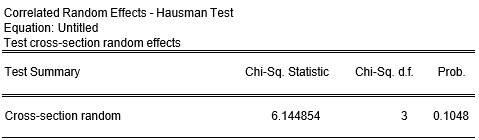 Correlated Random Effects - Hausman Test
Equation: Untitled
Test cross-section random effects
Test Summary Chi-Sq. Statistic Chi-Sq. d.f. Prob.
Cross-section random 6.144854 3 0.1048